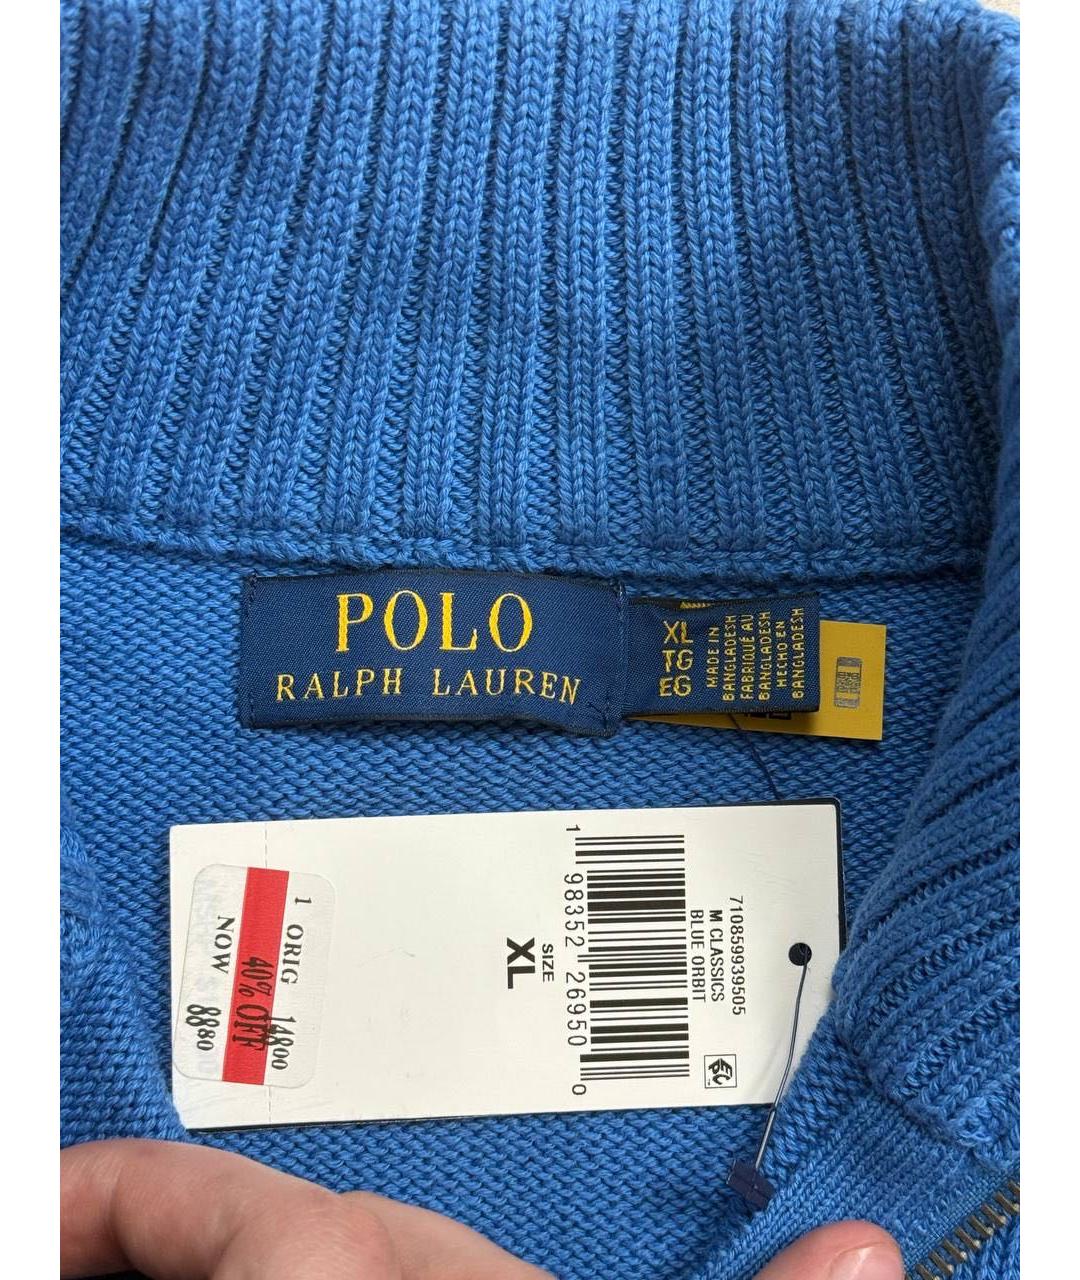 POLO
RALPH LAUREN
XL
TG
EG
MADE IN
BANGLADESH
FABRIQUÉ AU
BANGLADESH
HECHO EN
BANGLADESH
710859939505
M CLASSICS
BLUE ORBIT
1 98352 26950 0
SIZE
XL
1 ORIG 14800
40% OFF
NOW 8880